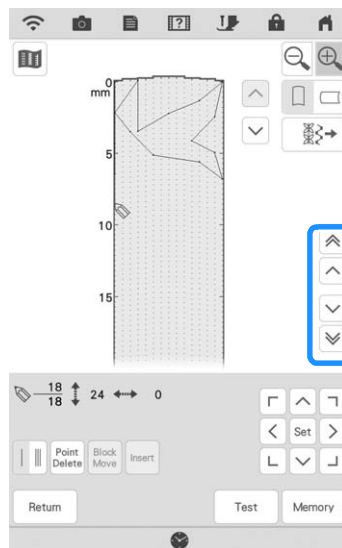 0
mm
5
10
15
18
18
24
0
Set
Point
Delete
Block
Move
Insert
Return
Test
Memory